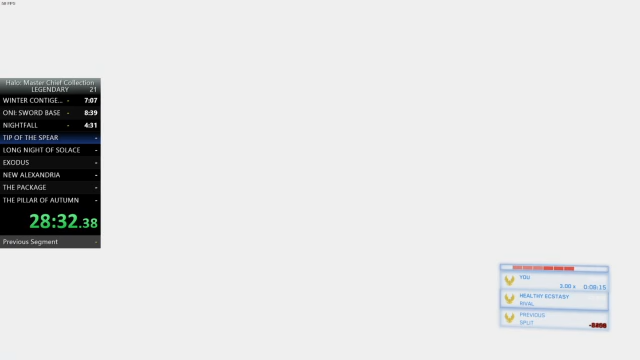 Halo: Master Chief Collection
LEGENDARY 21
WINTER CONTIGE... - 7:07
ONI: SWORD BASE - 8:39
NIGHTFALL - 4:31
TIP OF THE SPEAR -
LONG NIGHT OF SOLACE -
EXODUS -
NEW ALEXANDRIA -
THE PACKAGE -
THE PILLAR OF AUTUMN -
28:32.38
Previous Segment -
YOU
3.00 x 0:08:15
HEALTHY ECSTASY
RIVAL
PREVIOUS
SPLIT